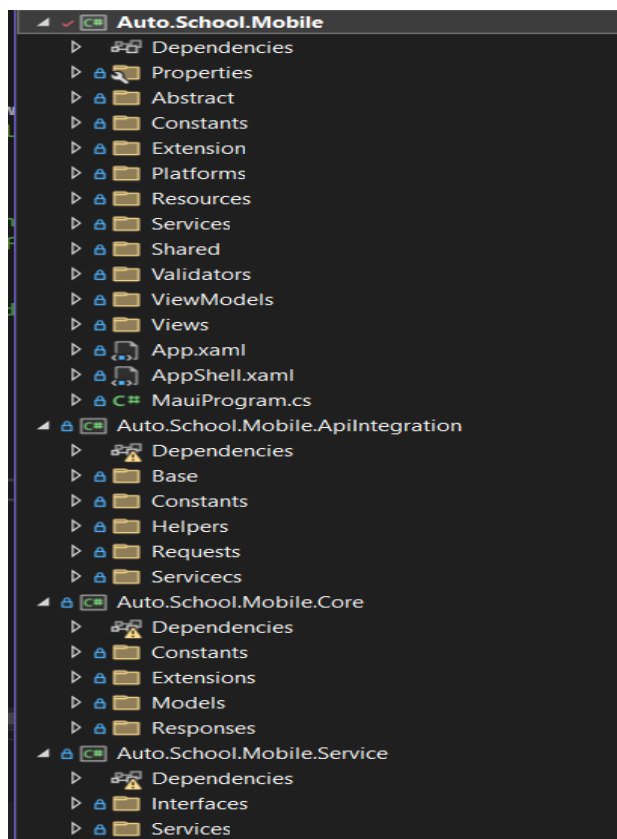 C# Auto.School.Mobile
Dependencies
Properties
Abstract
Constants
Extension
Platforms
Resources
Services
Shared
Validators
ViewModels
Views
App.xaml
AppShell.xaml
C# MauiProgram.cs
C# Auto.School.Mobile.ApiIntegration
Dependencies
Base
Constants
Helpers
Requests
Servicecs
C# Auto.School.Mobile.Core
Dependencies
Constants
Extensions
Models
Responses
C# Auto.School.Mobile.Service
Dependencies
Interfaces
Services